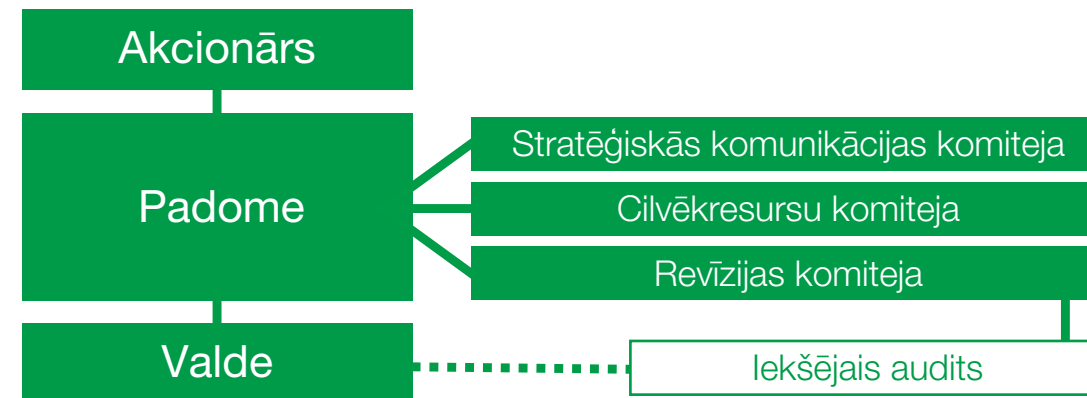 Akcionārs
Padome
Stratēģiskās komunikācijas komiteja
Cilvēkresursu komiteja
Revīzijas komiteja
Valde
Iekšējais audits